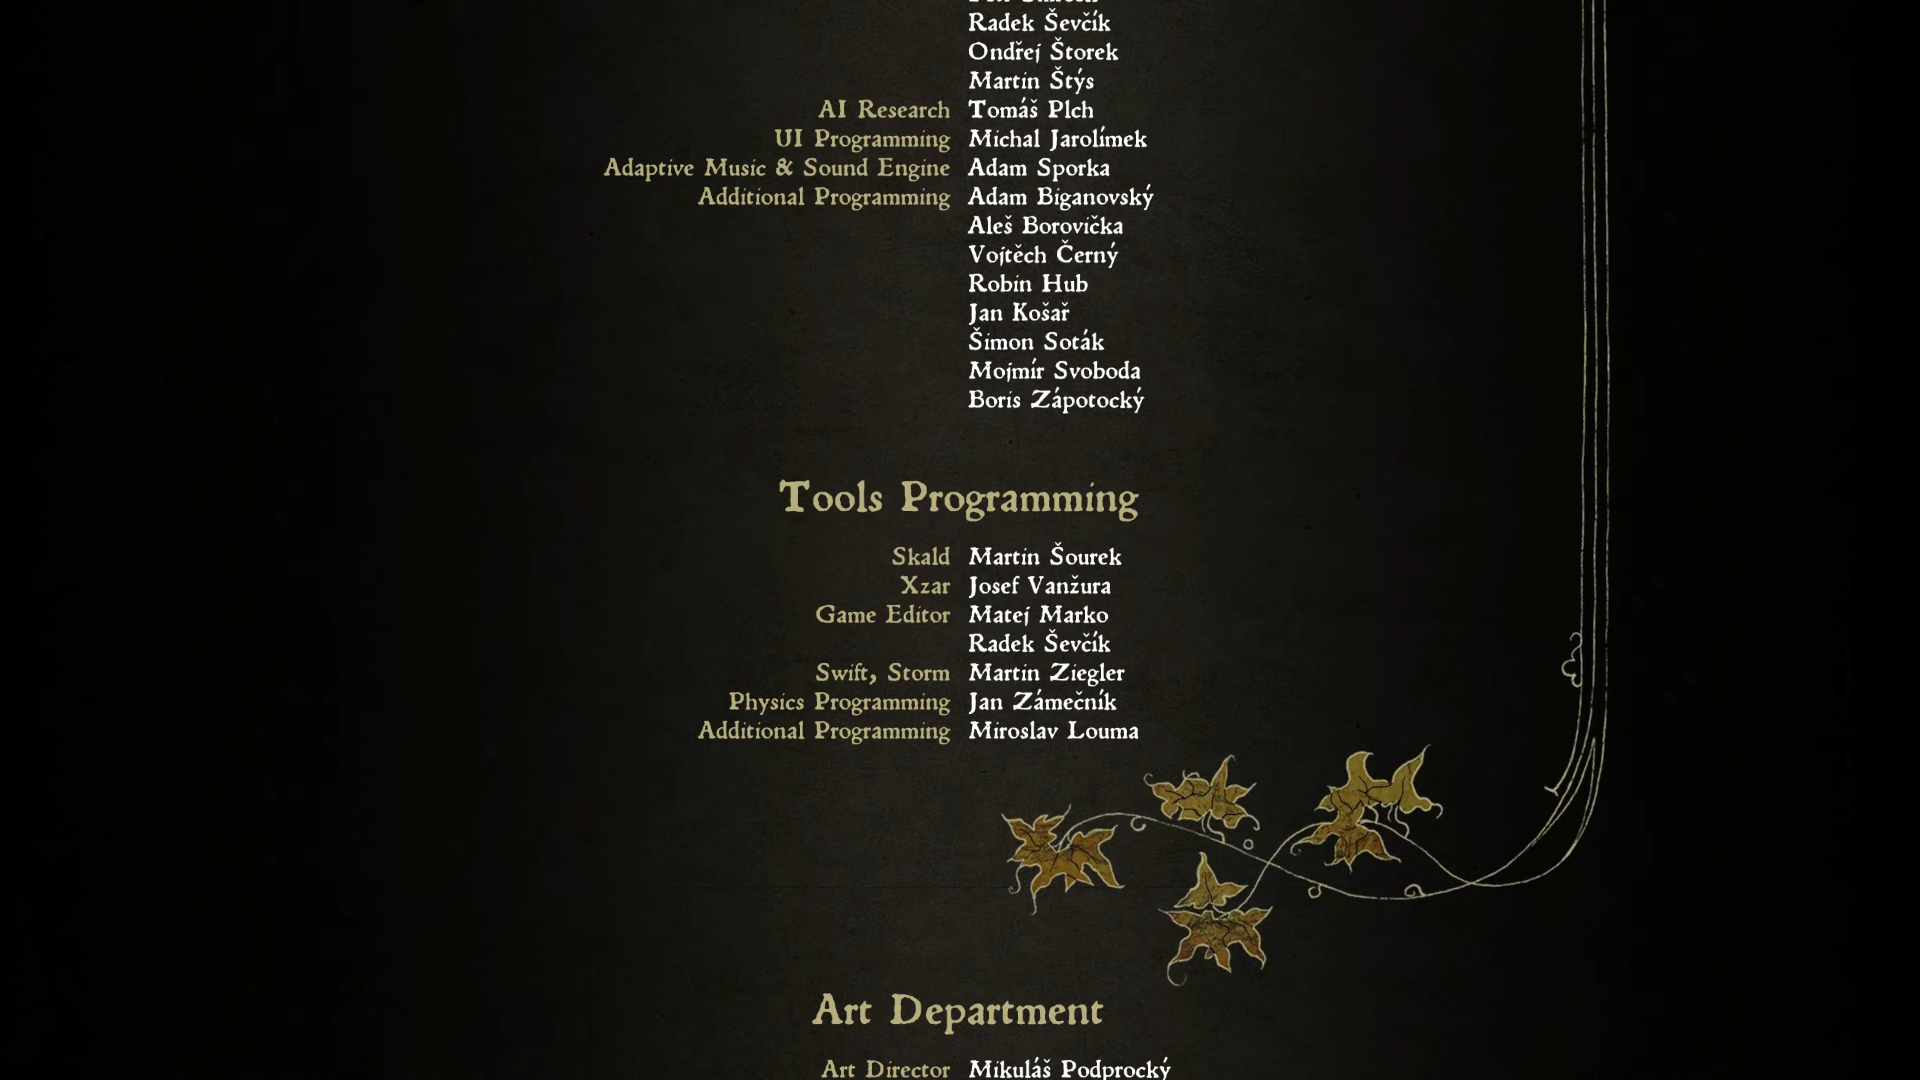 Radek Ševčík
Ondřej Štorek
Martin Štýs
AI Research Tomáš Plch
UI Programming Michal Jarolímek
Adaptive Music & Sound Engine Adam Sporka
Additional Programming Adam Biganovský
Aleš Borovička
Vojtěch Černý
Robin Hub
Jan Košař
Šimon Soták
Mojmír Svoboda
Boris Zápotocký
Tools Programming
Skald Martin Šourek
Xzar Josef Vanžura
Game Editor Matej Marko
Radek Ševčík
Swift, Storm Martin Ziegler
Physics Programming Jan Zámečník
Additional Programming Miroslav Louma
Art Department
Art Director Mikuláš Podprocký